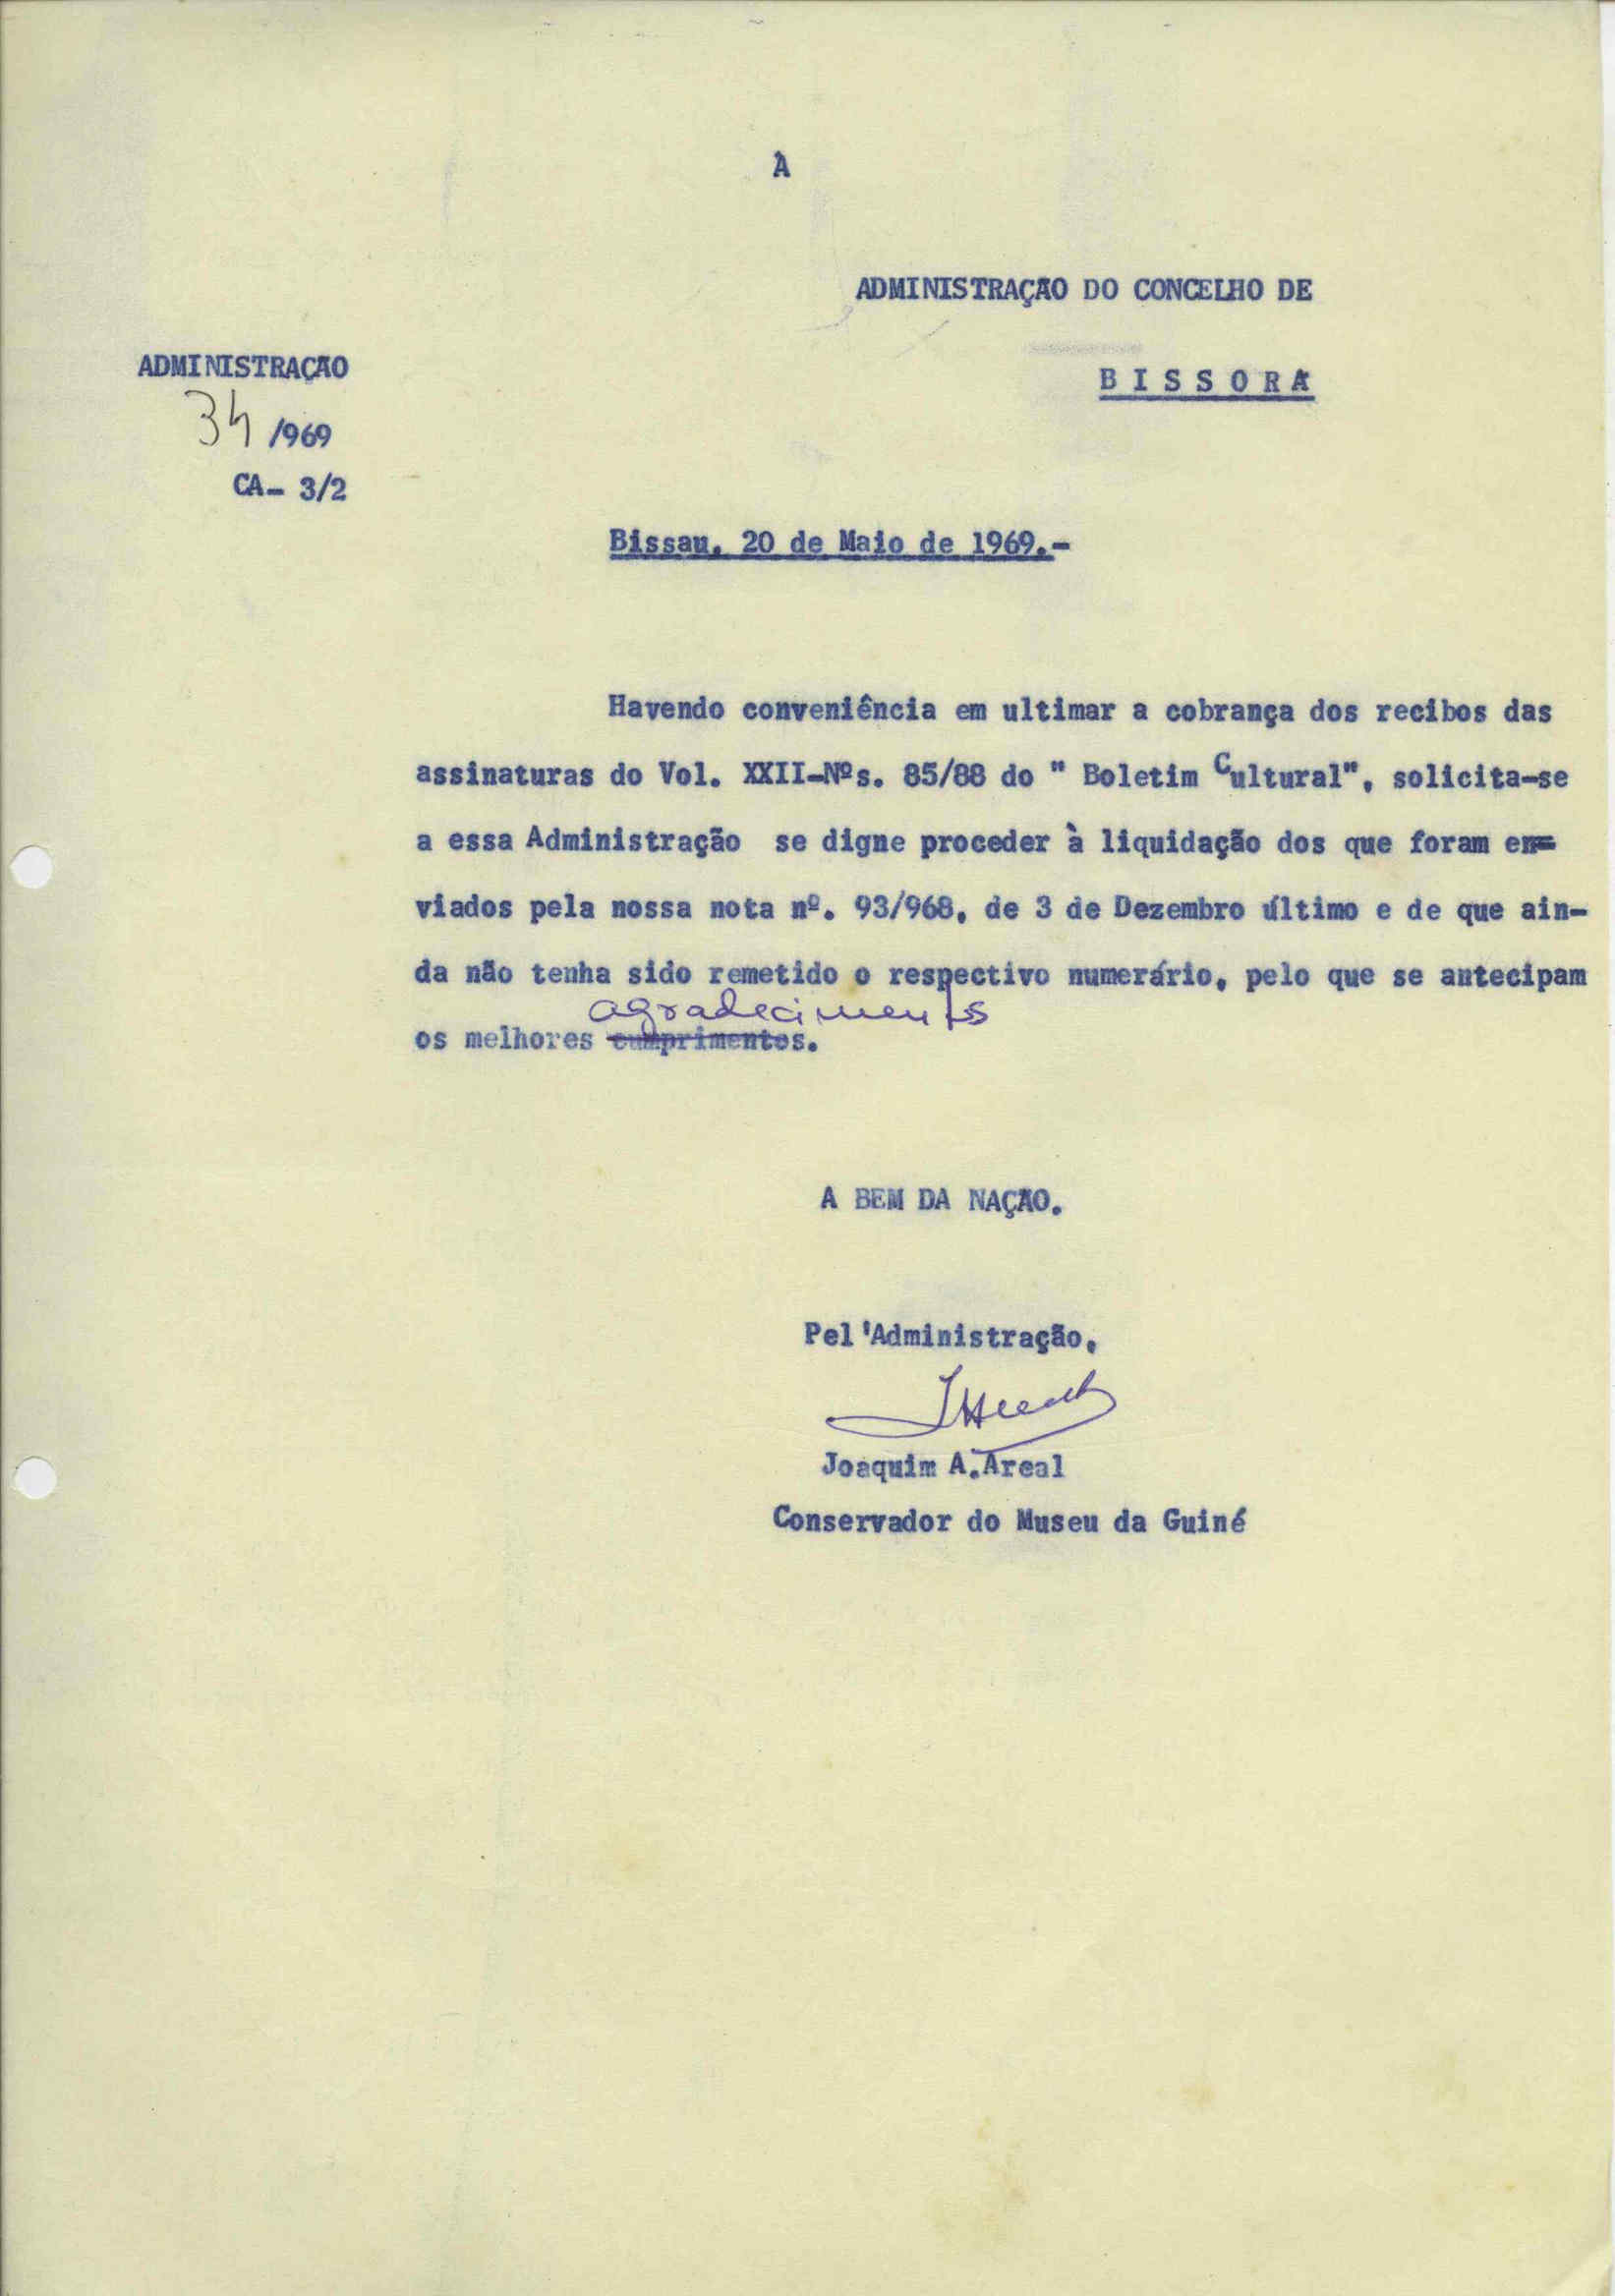 À
ADMINISTRAÇÃO DO CONCELHO DE
BISSORÃ
ADMINISTRAÇÃO
34/969
CA- 3/2
Bissau, 20 de Maio de 1969.-
Havendo conveniência em ultimar a cobrança dos recibos das
assinaturas do Vol. XXII-Nºs. 85/88 do " Boletim Cultural", solicita-se
a essa Administração se digne proceder à liquidação dos que foram en-
viados pela nossa nota nº. 93/968, de 3 de Dezembro último e de que ain-
da não tenha sido remetido o respectivo numerário, pelo que se antecipam
agradecimentos
os melhores cumprimentos.
A BEM DA NAÇÃO.
Pel'Administração,
Joaquim A. Areal
Conservador do Museu da Guiné